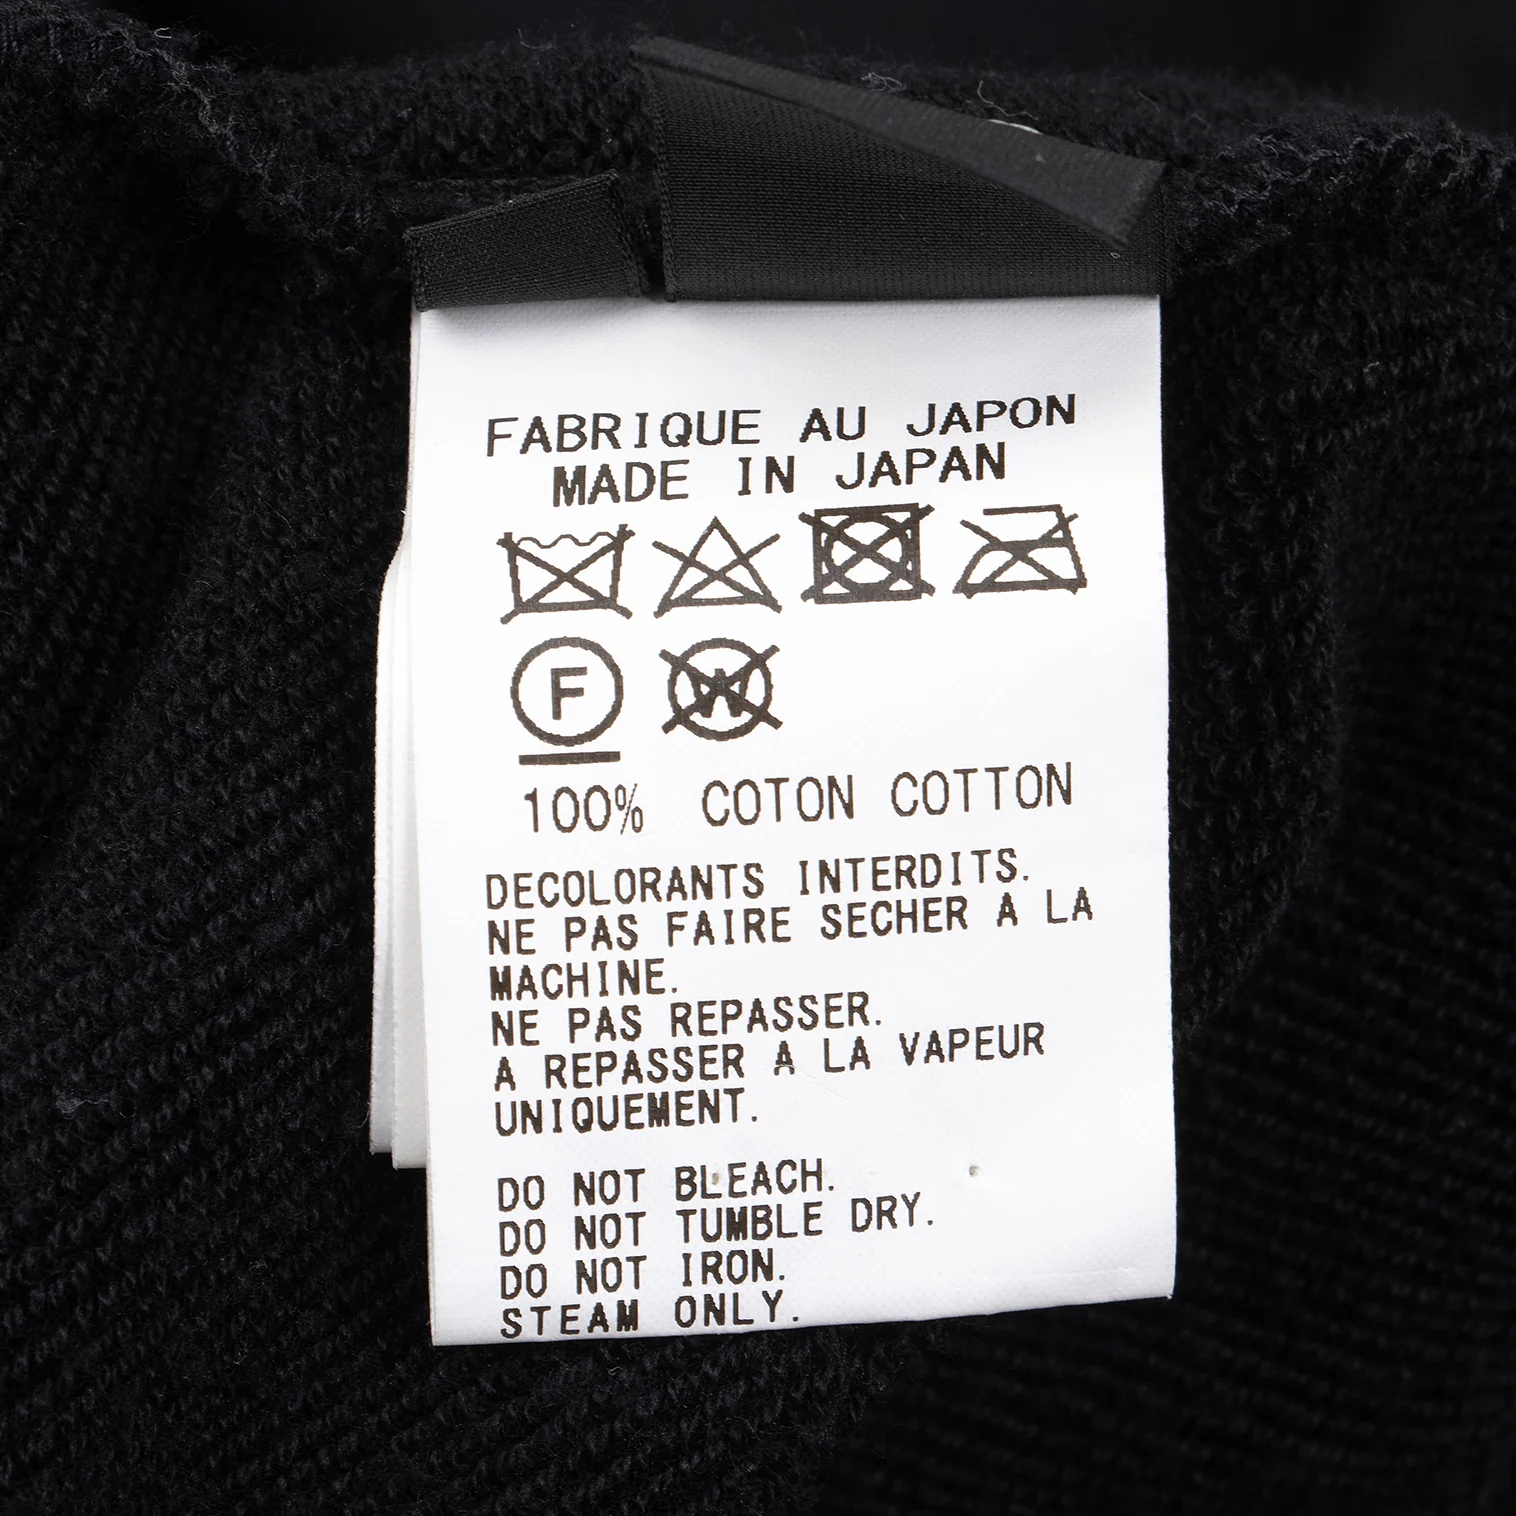 FABRIQUE AU JAPON
MADE IN JAPAN
F W
100% COTON COTTON
DECOLORANTS INTERDITS.
NE PAS FAIRE SECHER A LA
MACHINE.
NE PAS REPASSER.
A REPASSER A LA VAPEUR
UNIQUEMENT.
DO NOT BLEACH.
DO NOT TUMBLE DRY.
DO NOT IRON.
STEAM ONLY.